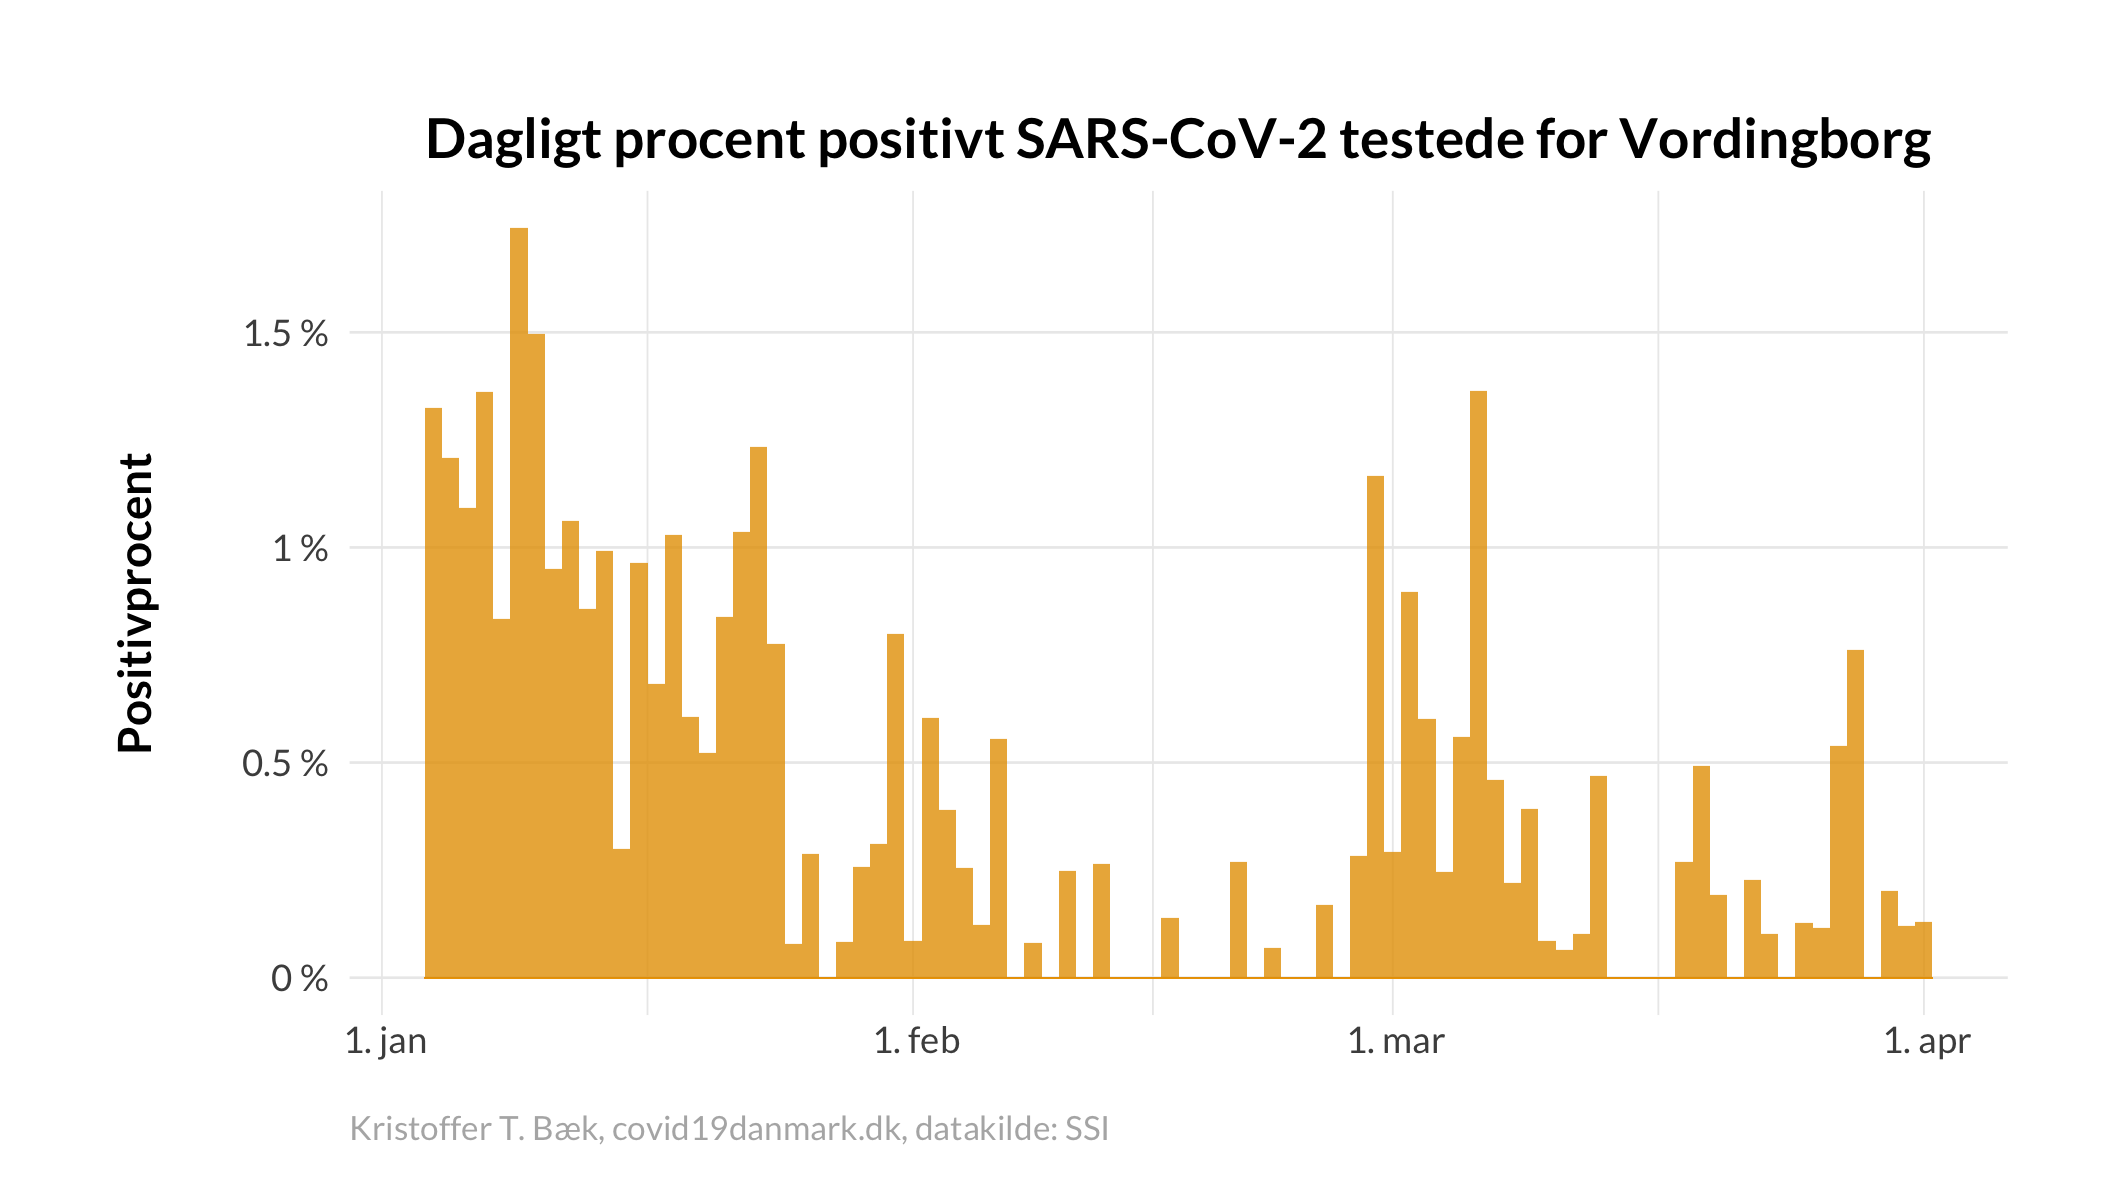 Dagligt procent positivt SARS-CoV-2 testede for Vordingborg
Positivprocent
1.5 %
1 %
0.5 %
0 %
1. jan
1. feb
1. mar
1. apr
Kristoffer T. Bæk, covid19danmark.dk, datakilde: SSI